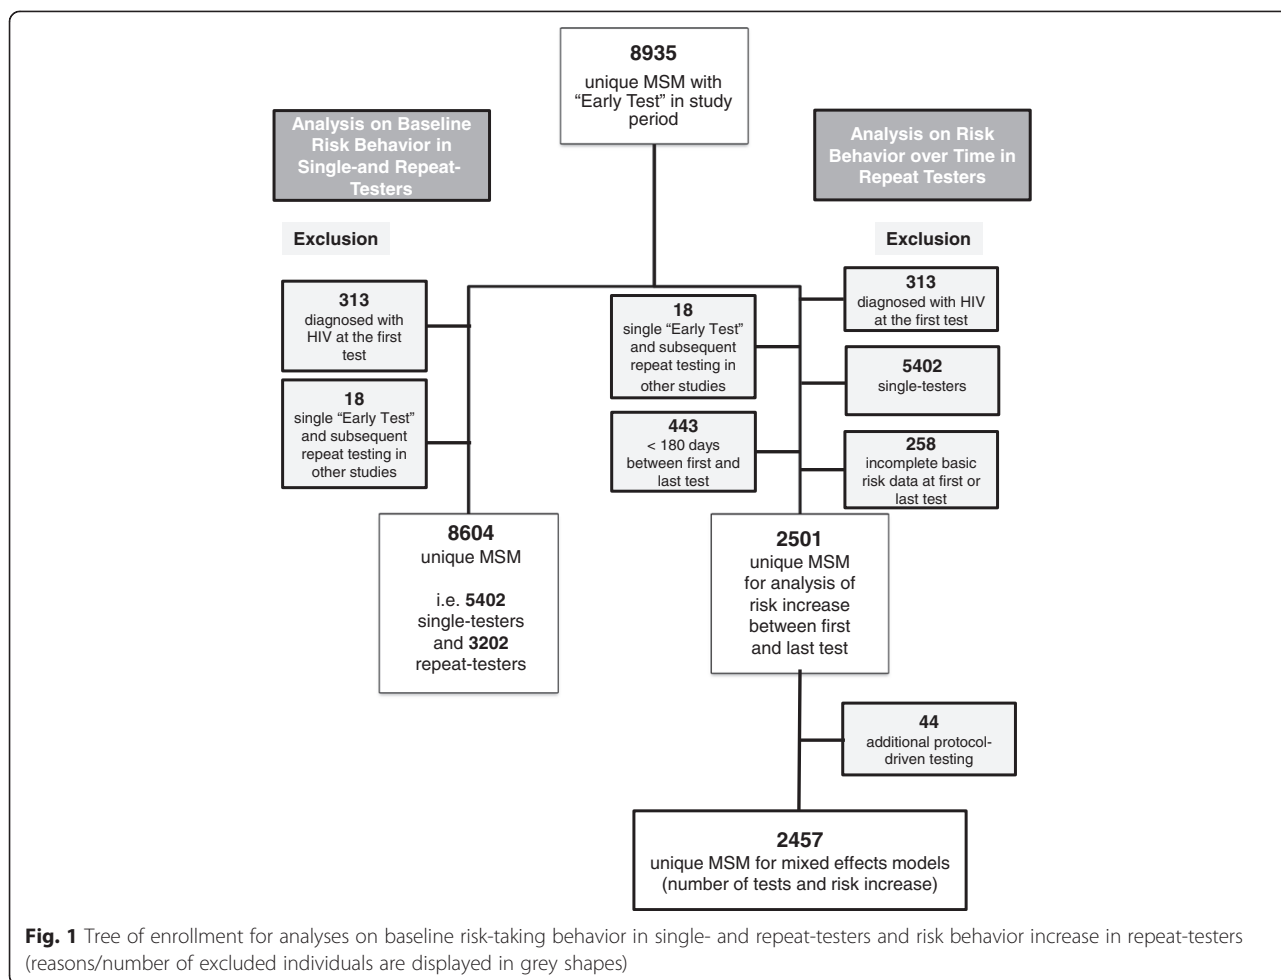 8935
unique MSM with
“Early Test” in study
period
Analysis on Baseline
Risk Behavior in
Single-and Repeat-
Testers
Analysis on Risk
Behavior over Time in
Repeat Testers
Exclusion
Exclusion
313
diagnosed with
HIV at the first
test
18
single “Early Test”
and subsequent
repeat testing in
other studies
18
single “Early Test”
and subsequent
repeat testing in
other studies
443
< 180 days
between first and
last test
313
diagnosed with HIV
at the first test
5402
single-testers
258
incomplete basic
risk data at first or
last test
8604
unique MSM
i.e. 5402
single-testers
and 3202
repeat-testers
2501
unique MSM
for analysis of
risk increase
between first
and last test
44
additional protocol-
driven testing
2457
unique MSM for mixed effects models
(number of tests and risk increase)
Fig. 1 Tree of enrollment for analyses on baseline risk-taking behavior in single- and repeat-testers and risk behavior increase in repeat-testers
(reasons/number of excluded individuals are displayed in grey shapes)